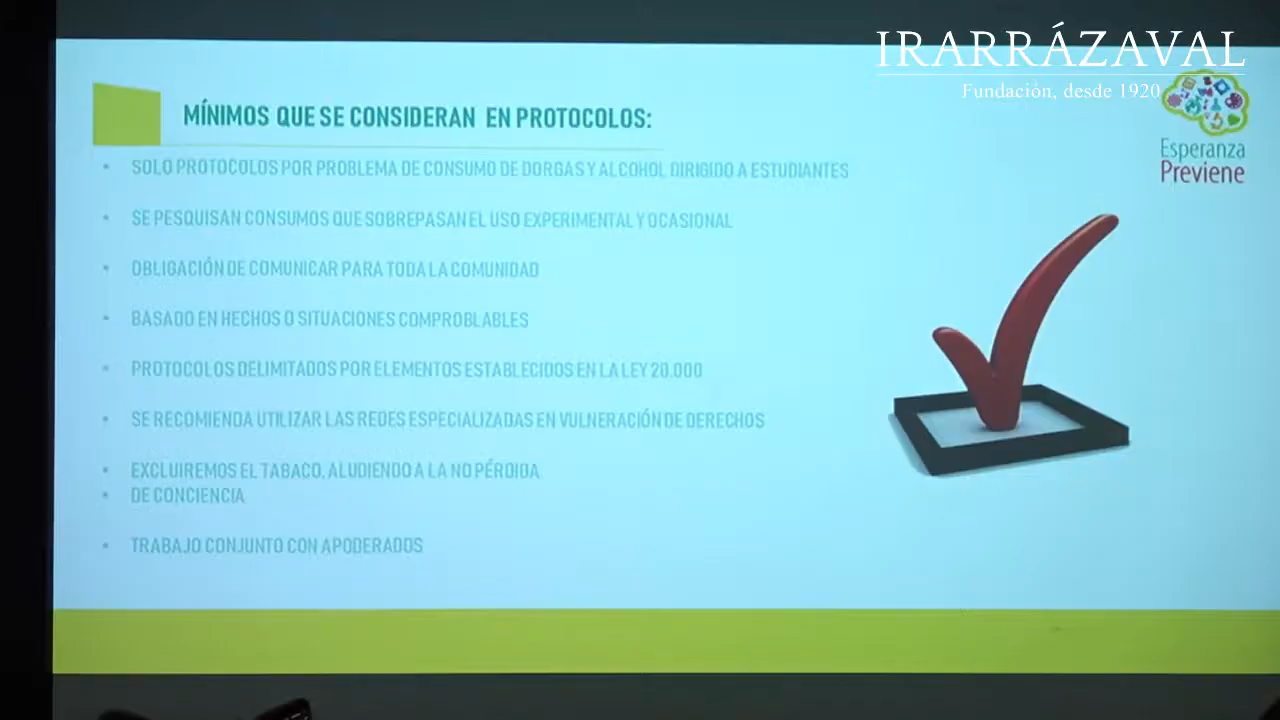 IRARRÁZAVAL
Fundación, desde 1920
Esperanza
Previene
MÍNIMOS QUE SE CONSIDERAN EN PROTOCOLOS:
• SOLO PROTOCOLOS POR PROBLEMA DE CONSUMO DE DORGAS Y ALCOHOL DIRIGIDO A ESTUDIANTES
• SE PESQUISAN CONSUMOS QUE SOBREPASAN EL USO EXPERIMENTAL Y OCASIONAL
• OBLIGACIÓN DE COMUNICAR PARA TODA LA COMUNIDAD
• BASADO EN HECHOS O SITUACIONES COMPROBLABLES
• PROTOCOLOS DELIMITADOS POR ELEMENTOS ESTABLECIDOS EN LA LEY 20.000
• SE RECOMIENDA UTILIZAR LAS REDES ESPECIALIZADAS EN VULNERACIÓN DE DERECHOS
• EXCLUIREMOS EL TABACO, ALUDIENDO A LA NO PÉRDIDA
• DE CONCIENCIA
• TRABAJO CONJUNTO CON APODERADOS